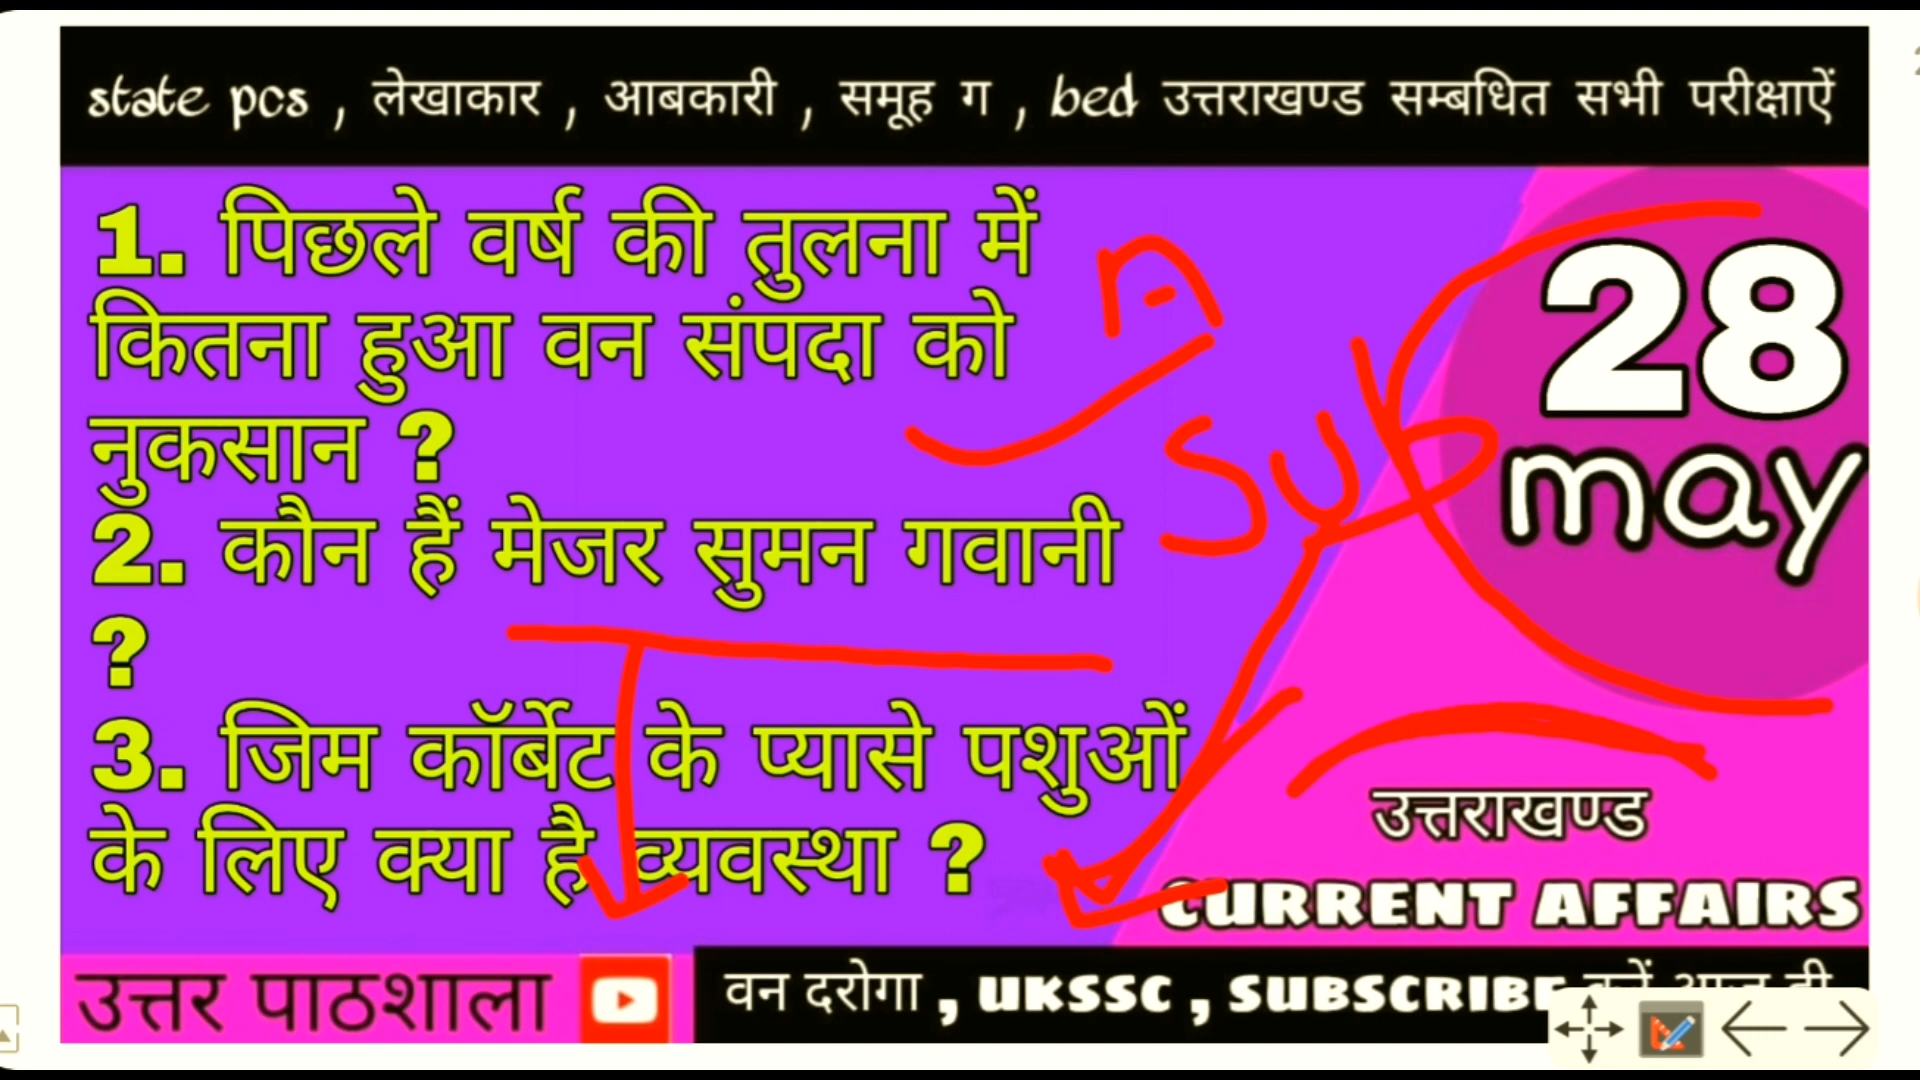 state pcs , लेखाकार , आबकारी , समूह ग , bed उत्तराखण्ड सम्बधित सभी परीक्षाऐं
1. पिछले वर्ष की तुलना में
कितना हुआ वन संपदा को
नुकसान ?
2. कौन हैं मेजर सुमन गवानी
?
3. जिम कॉर्बेट के प्यासे पशुओं
के लिए क्या है व्यवस्था ?
Sub
28
may
उत्तराखण्ड
CURRENT AFFAIRS
उत्तर पाठशाला
वन दरोगा , UKSSC , SUBSCRIBE करें आज ही